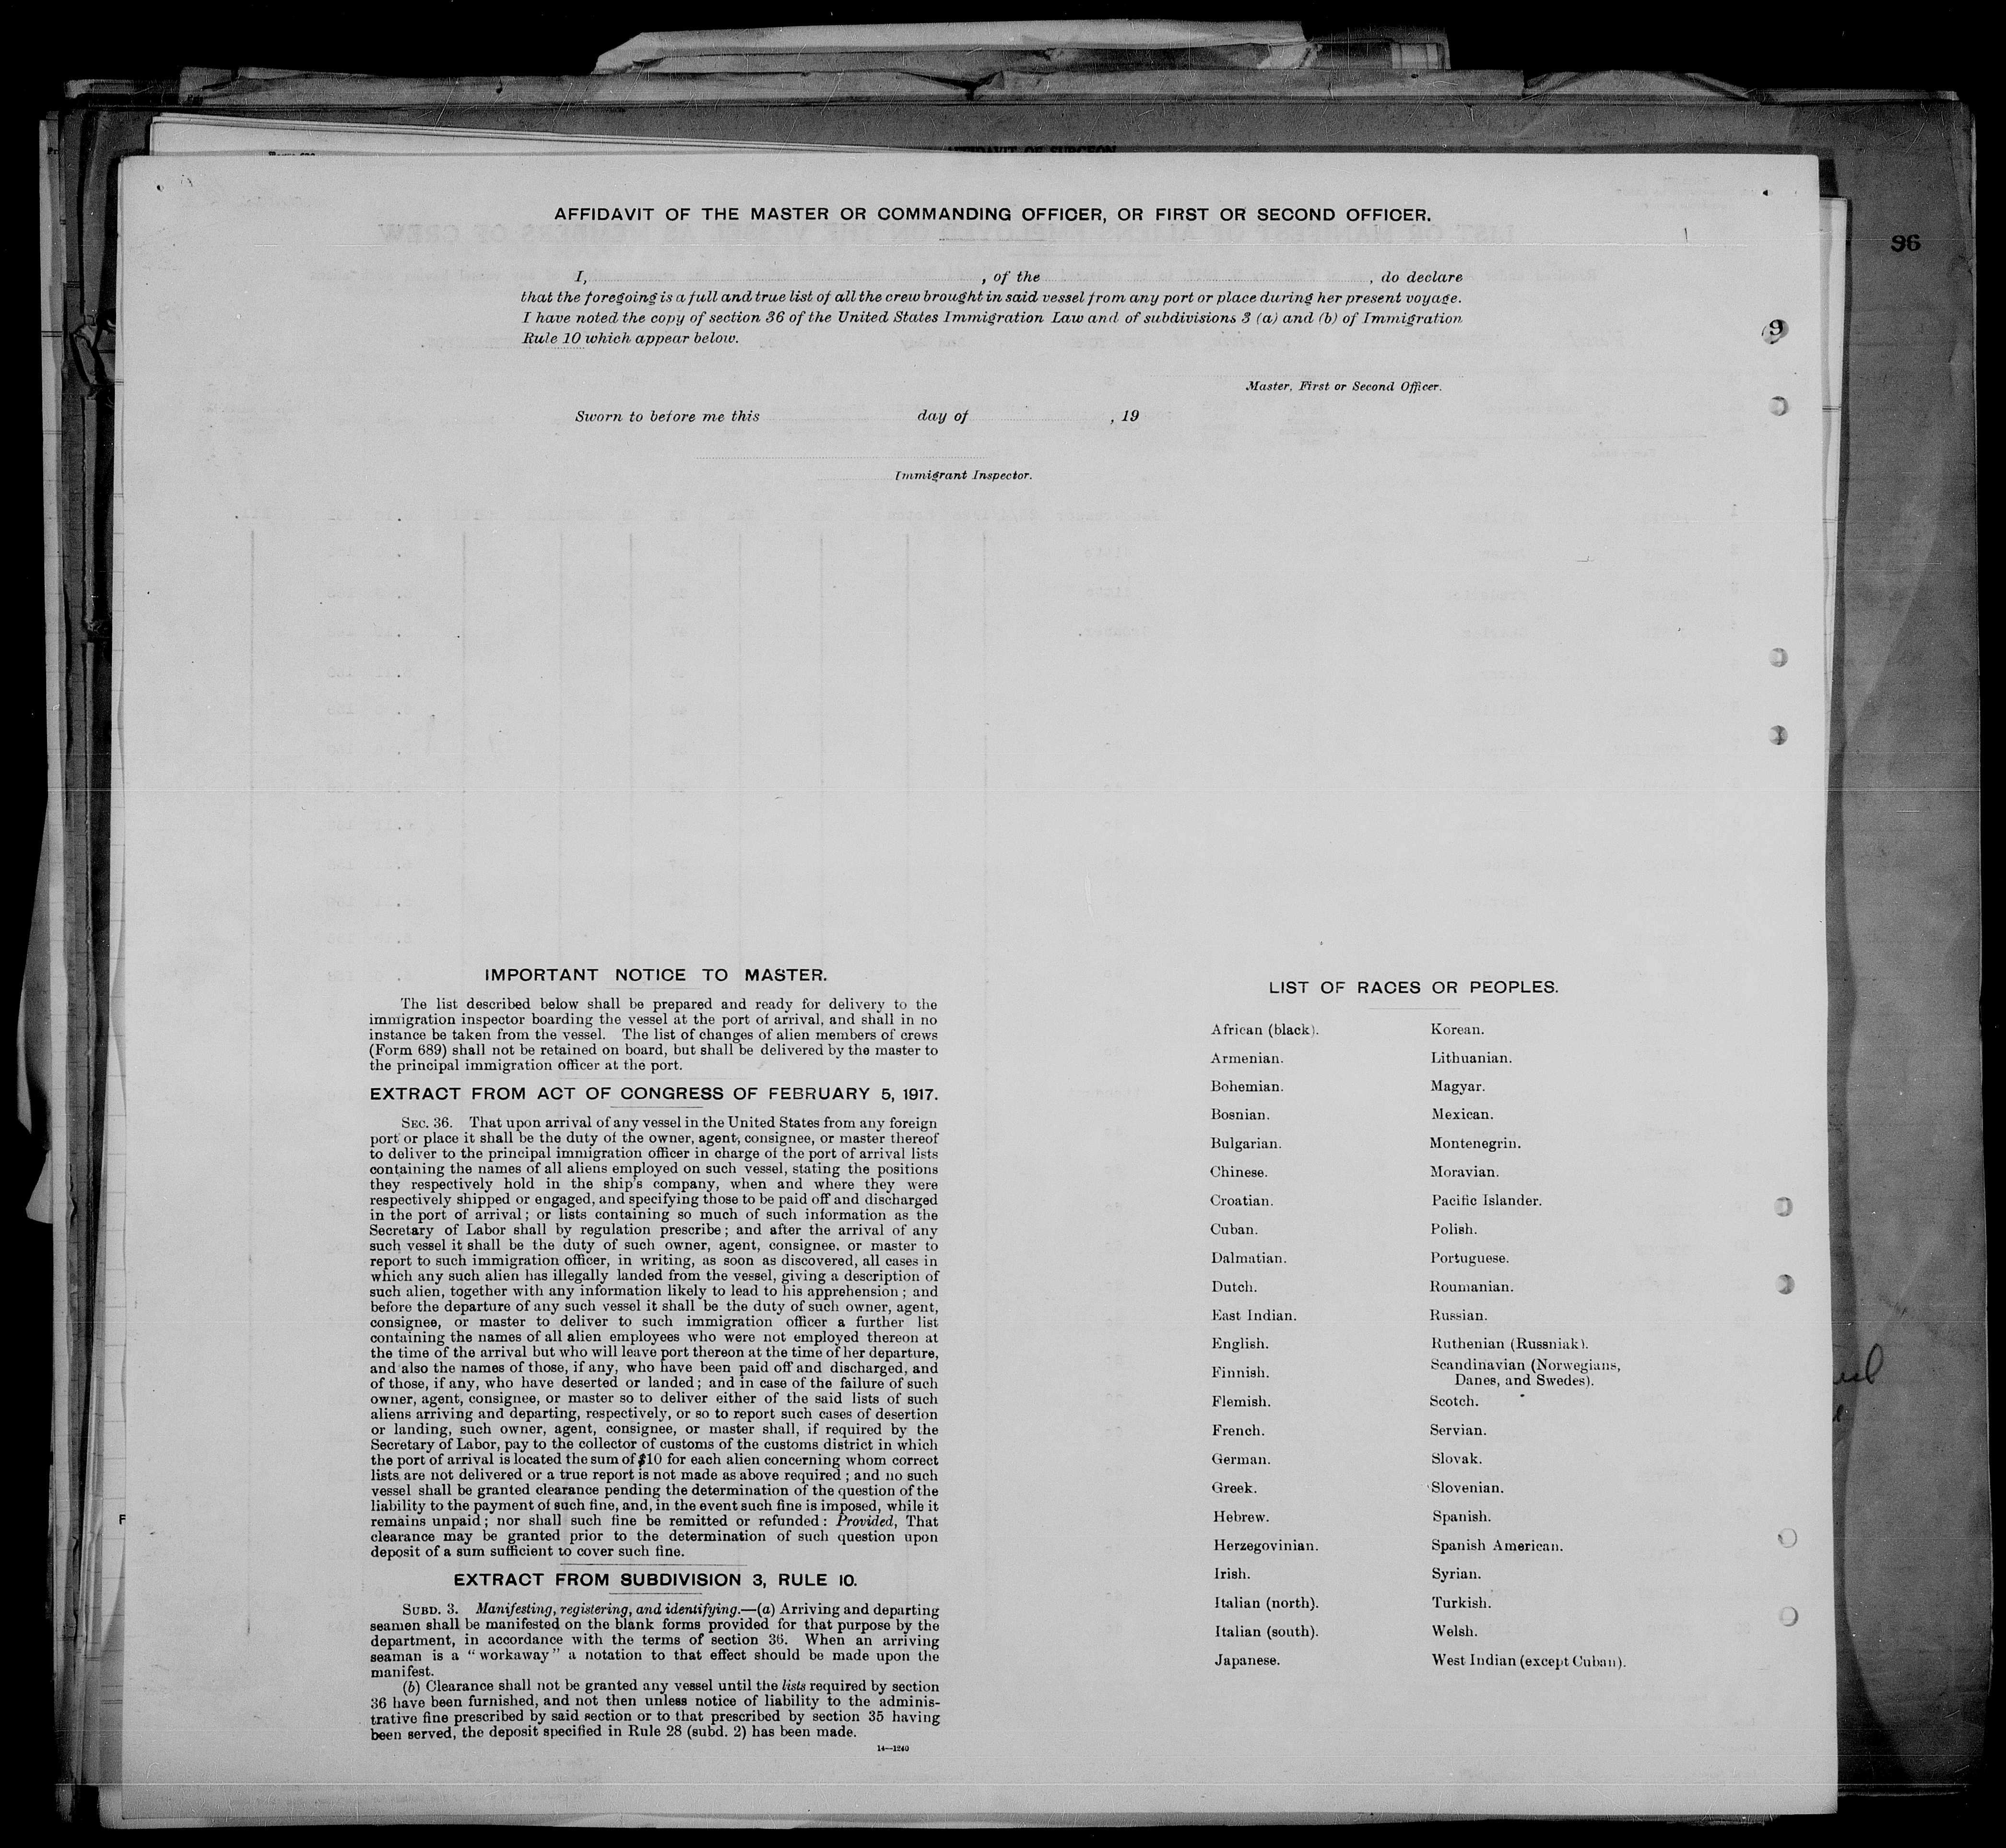 AFFIDAVIT OF SURGEON
96
9
AFFIDAVIT OF THE MASTER OR COMMANDING OFFICER, OR FIRST OR SECOND OFFICER.
I, , of the , do declare
that the foregoing is a full and true list of all the crew brought in said vessel from any port or place during her present voyage.
I have noted the copy of section 36 of the United States Immigration Law and of subdivisions 3 (a) and (b) of Immigration
Rule 10 which appear below.
Master, First or Second Officer.
Sworn to before me this day of , 19
Immigrant Inspector.
IMPORTANT NOTICE TO MASTER.
The list described below shall be prepared and ready for delivery to the
immigration inspector boarding the vessel at the port of arrival, and shall in no
instance be taken from the vessel. The list of changes of alien members of crews
(Form 689) shall not be retained on board, but shall be delivered by the master to
the principal immigration officer at the port.
EXTRACT FROM ACT OF CONGRESS OF FEBRUARY 5, 1917.
SEC. 36. That upon arrival of any vessel in the United States from any foreign
port or place it shall be the duty of the owner, agent, consignee, or master thereof
to deliver to the principal immigration officer in charge of the port of arrival lists
containing the names of all aliens employed on such vessel, stating the positions
they respectively hold in the ship's company, when and where they were
respectively shipped or engaged, and specifying those to be paid off and discharged
in the port of arrival; or lists containing so much of such information as the
Secretary of Labor shall by regulation prescribe; and after the arrival of any
such vessel it shall be the duty of such owner, agent, consignee, or master to
report to such immigration officer, in writing, as soon as discovered, all cases in
which any such alien has illegally landed from the vessel, giving a description of
such alien, together with any information likely to lead to his apprehension; and
before the departure of any such vessel it shall be the duty of such owner, agent,
consignee, or master to deliver to such immigration officer a further list
containing the names of all alien employees who were not employed thereon at
the time of the arrival but who will leave port thereon at the time of her departure,
and also the names of those, if any, who have been paid off and discharged, and
of those, if any, who have deserted or landed; and in case of the failure of such
owner, agent, consignee, or master so to deliver either of the said lists of such
aliens arriving and departing, respectively, or so to report such cases of desertion
or landing, such owner, agent, consignee, or master shall, if required by the
Secretary of Labor, pay to the collector of customs of the customs district in which
the port of arrival is located the sum of $10 for each alien concerning whom correct
lists are not delivered or a true report is not made as above required; and no such
vessel shall be granted clearance pending the determination of the question of the
liability to the payment of such fine, and, in the event such fine is imposed, while it
remains unpaid; nor shall such fine be remitted or refunded: Provided, That
clearance may be granted prior to the determination of such question upon
deposit of a sum sufficient to cover such fine.
EXTRACT FROM SUBDIVISION 3, RULE 10.
SUBD. 3. Manifesting, registering, and identifying.—(a) Arriving and departing
seamen shall be manifested on the blank forms provided for that purpose by the
department, in accordance with the terms of section 36. When an arriving
seaman is a "workaway" a notation to that effect should be made upon the
manifest.
(b) Clearance shall not be granted any vessel until the lists required by section
36 have been furnished, and not then unless notice of liability to the adminis-
trative fine prescribed by said section or to that prescribed by section 35 having
been served, the deposit specified in Rule 28 (subd. 2) has been made.
14—1240
LIST OF RACES OR PEOPLES.
African (black).
Armenian.
Bohemian.
Bosnian.
Bulgarian.
Chinese.
Croatian.
Cuban.
Dalmatian.
Dutch.
East Indian.
English.
Finnish.
Flemish.
French.
German.
Greek.
Hebrew.
Herzegovinian.
Irish.
Italian (north).
Italian (south).
Japanese.
Korean.
Lithuanian.
Magyar.
Mexican.
Montenegrin.
Moravian.
Pacific Islander.
Polish.
Portuguese.
Roumanian.
Russian.
Ruthenian (Russniak).
Scandinavian (Norwegians,
Danes, and Swedes).
Scotch.
Servian.
Slovak.
Slovenian.
Spanish.
Spanish American.
Syrian.
Turkish.
Welsh.
West Indian (except Cuban).